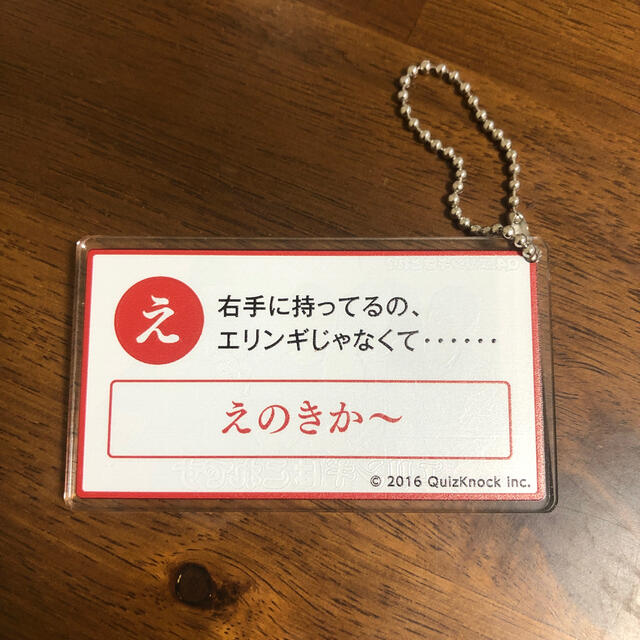 え
右手に持ってるの、
エリンギじゃなくて‥‥‥
えのきか〜
© 2016 QuizKnock Inc.